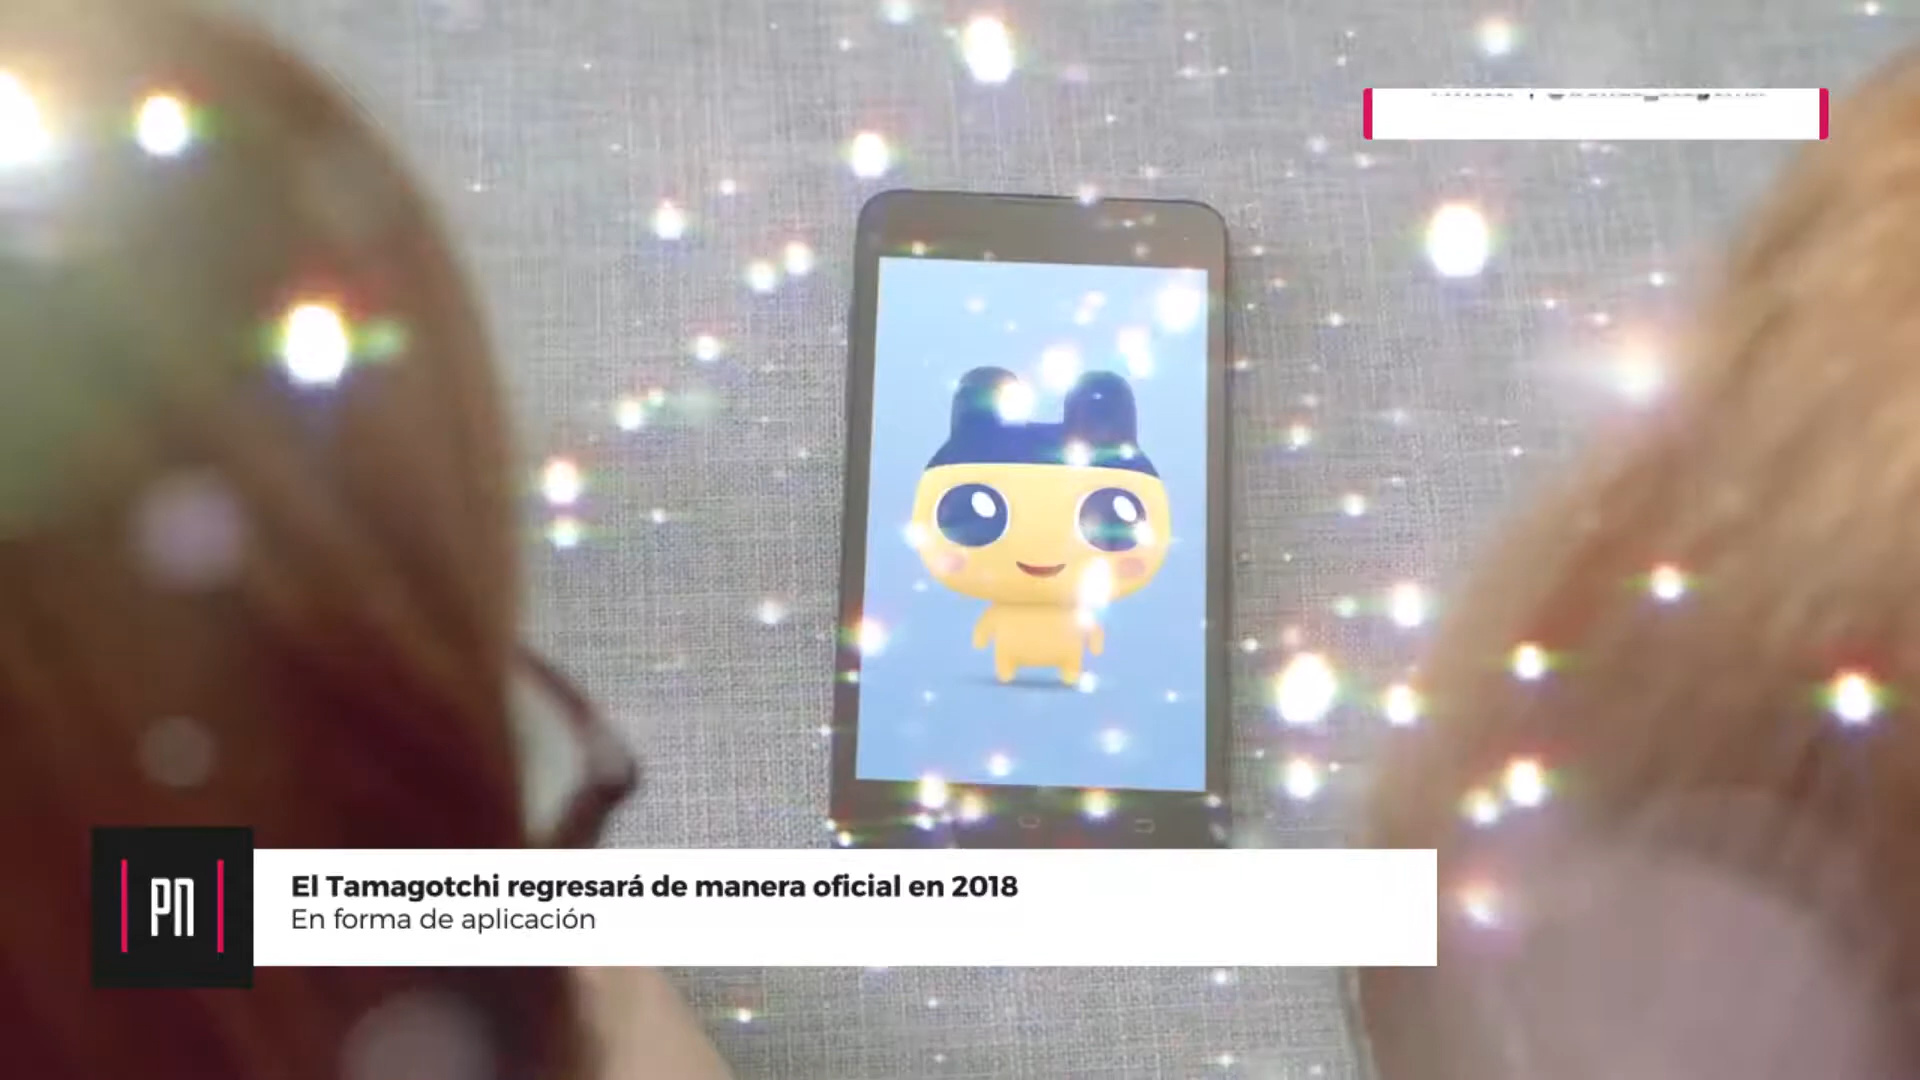 PN
El Tamagotchi regresará de manera oficial en 2018
En forma de aplicación